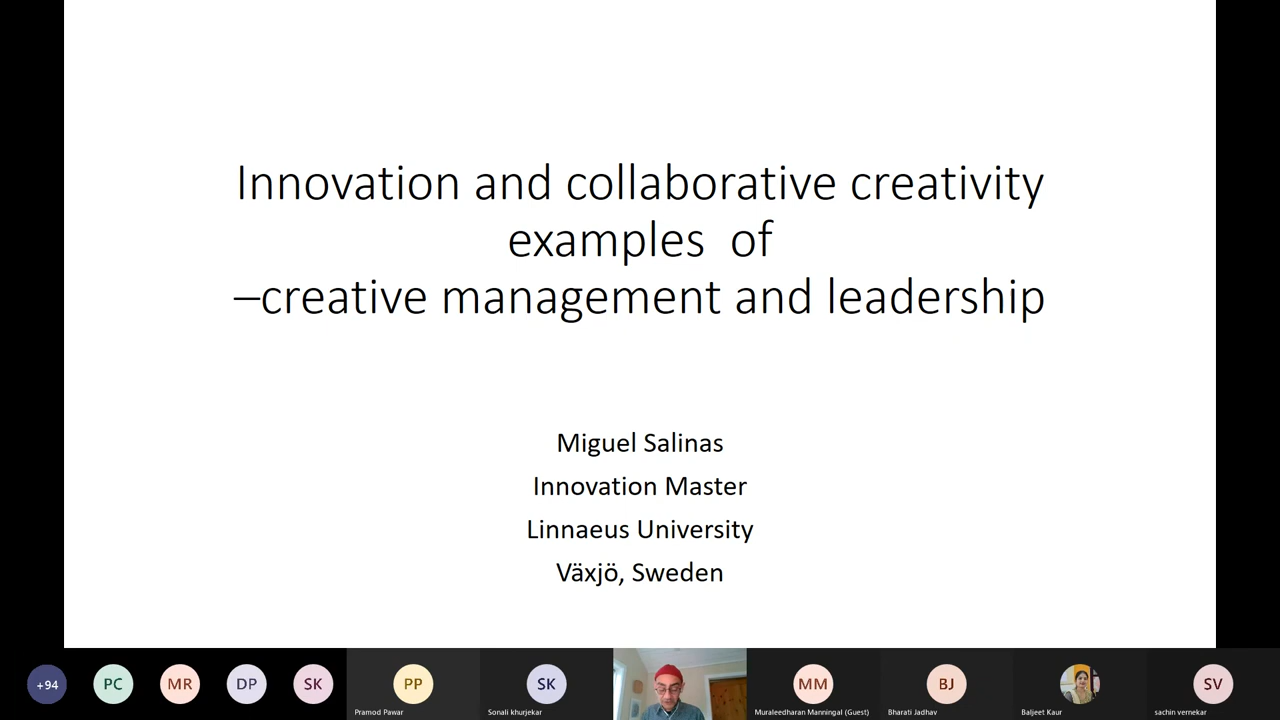 Innovation and collaborative creativity
examples of
–creative management and leadership
Miguel Salinas
Innovation Master
Linnaeus University
Växjö, Sweden
+94
PC
MR
DP
SK
PP
SK
MM
BJ
SV
Pramod Pawar
Sonali khurjekar
Muraleedharan Manningal (Guest)
Bharati Jadhav
Baljeet Kaur
sachin vernekar